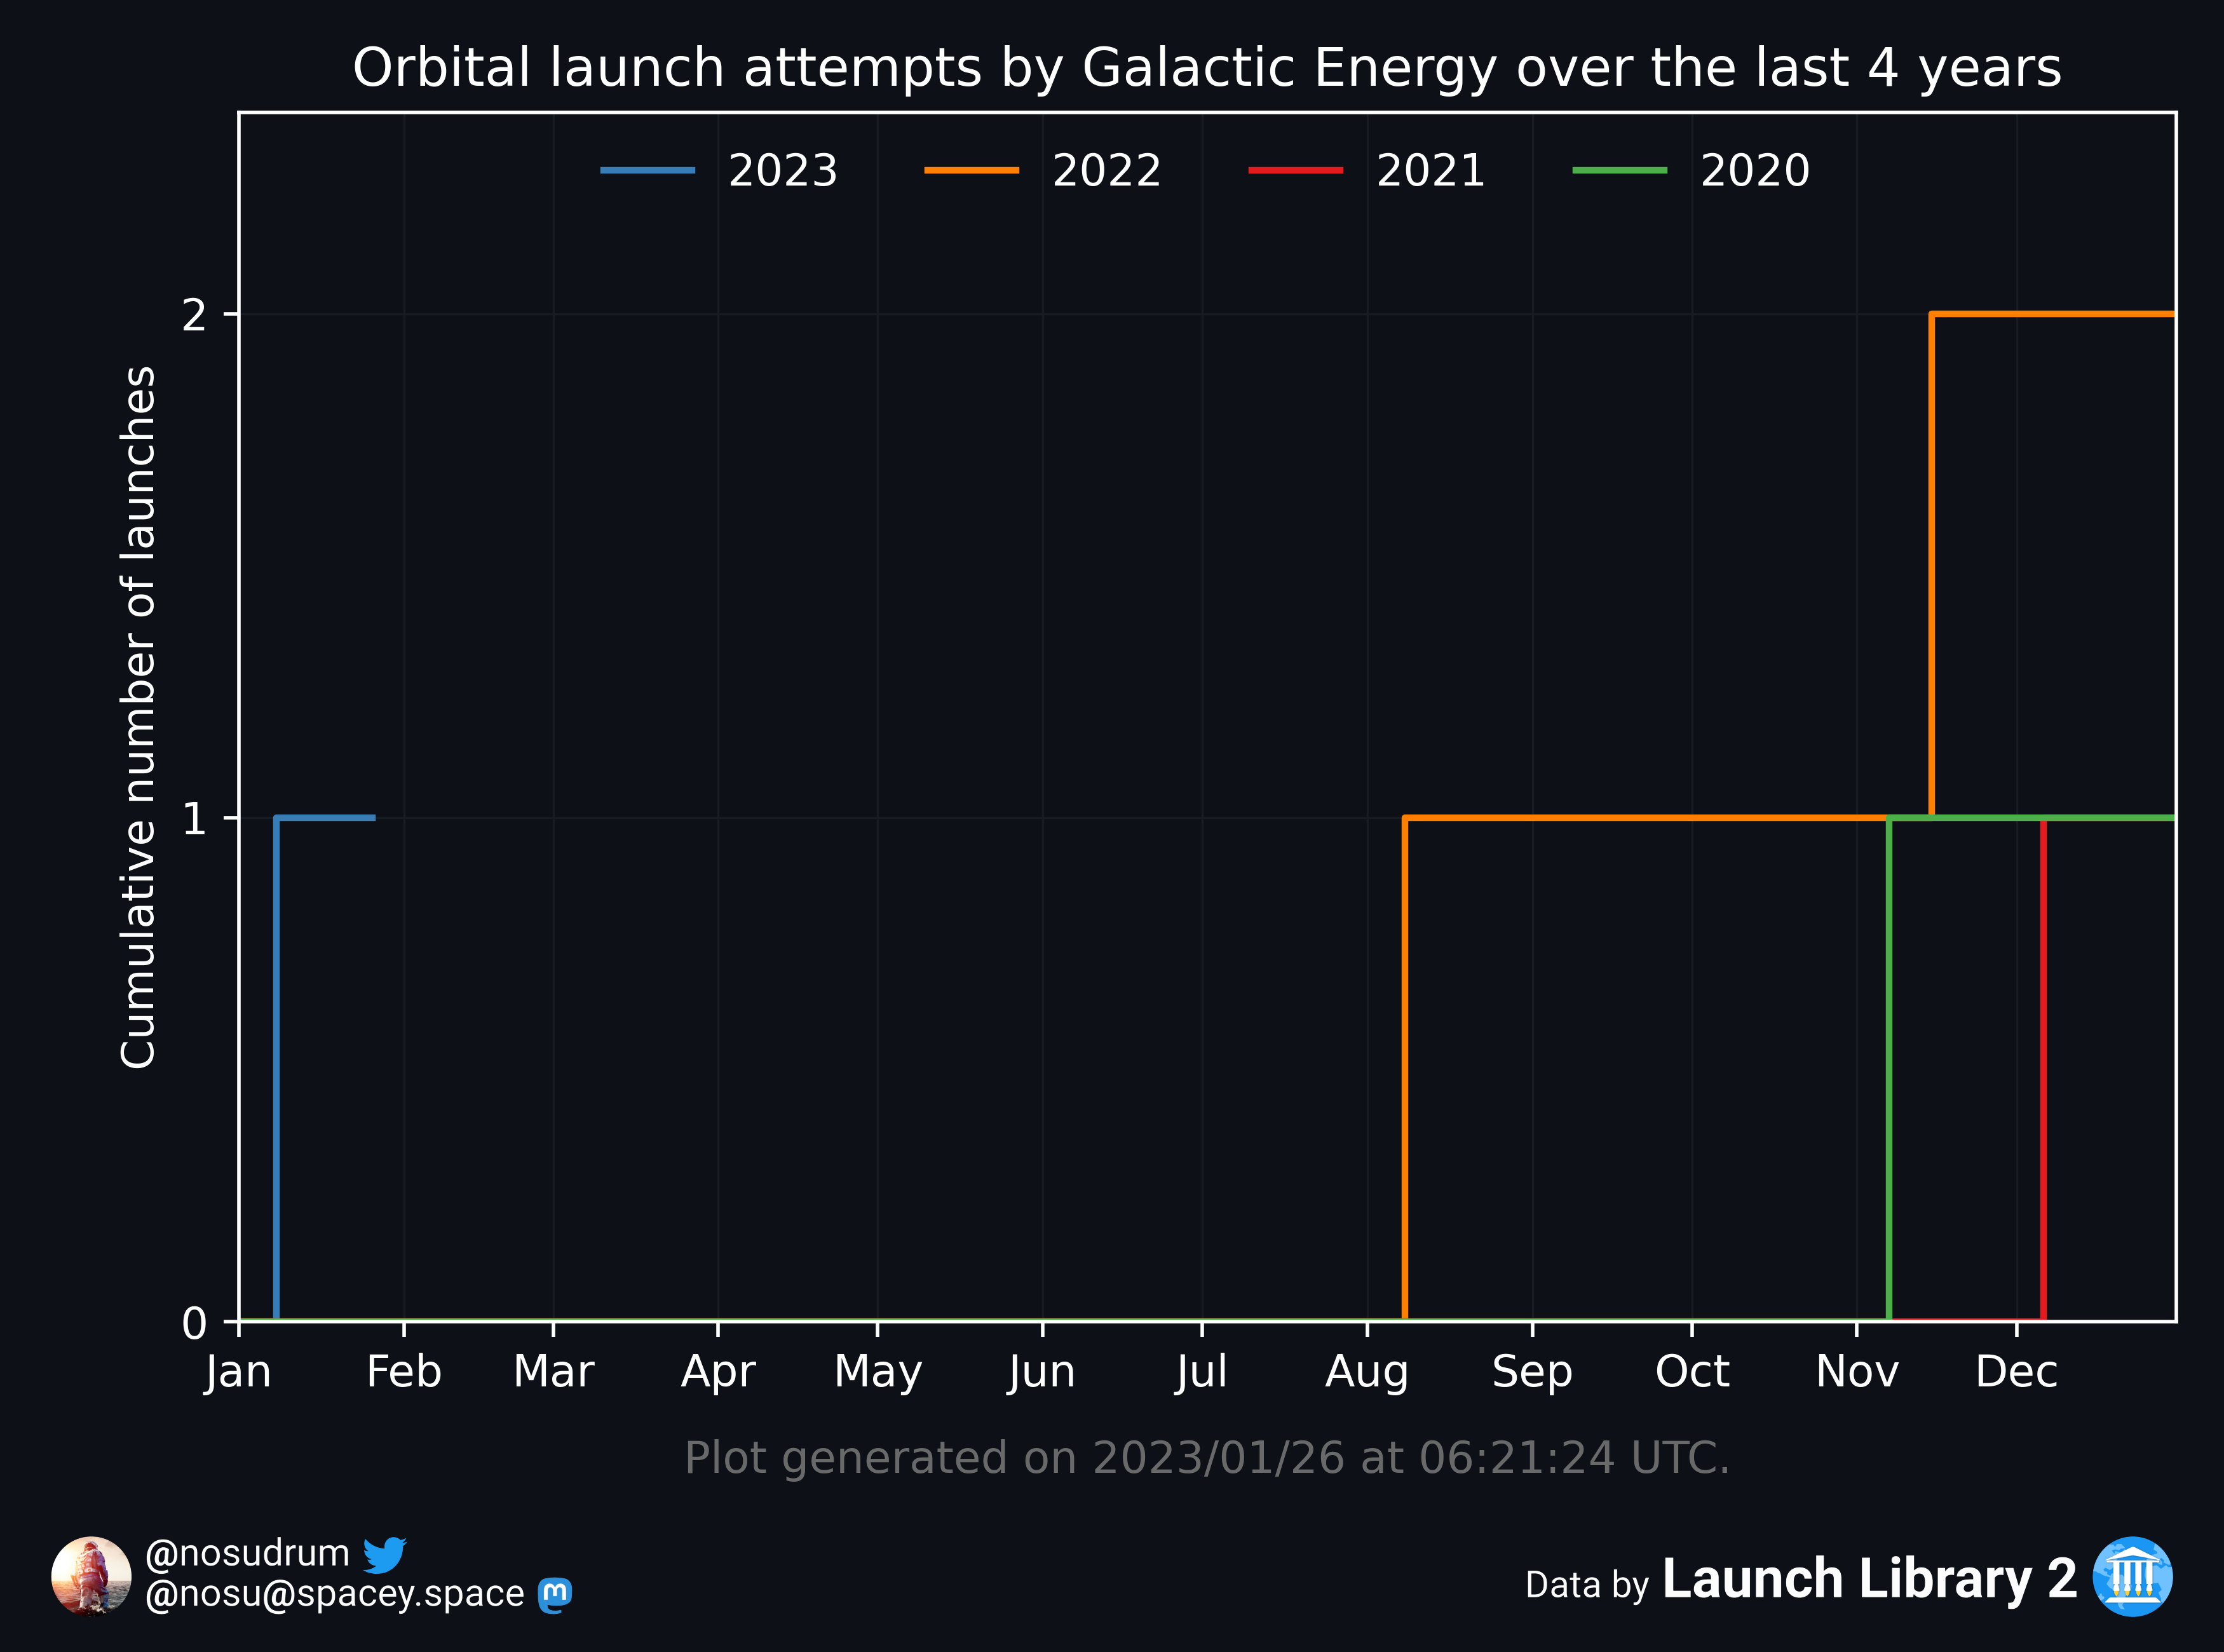 Orbital launch attempts by Galactic Energy over the last 4 years
2023 2022 2021 2020
Cumulative number of launches
2
1
0
Jan Feb Mar Apr May Jun Jul Aug Sep Oct Nov Dec
Plot generated on 2023/01/26 at 06:21:24 UTC.
@nosudrum
@nosu@spacey.space
Data by Launch Library 2